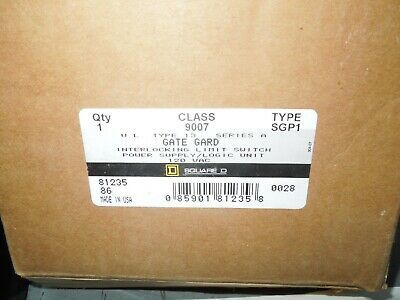 Qty CLASS TYPE
1 9007 SGP1
U.L. TYPE 13 SERIES A
GATE GARD
INTERLOCKING LIMIT SWITCH
POWER SUPPLY/LOGIC UNIT
120 VAC
D SQUARE D
81235
86
MADE IN USA
0028
0 85901 81235 8